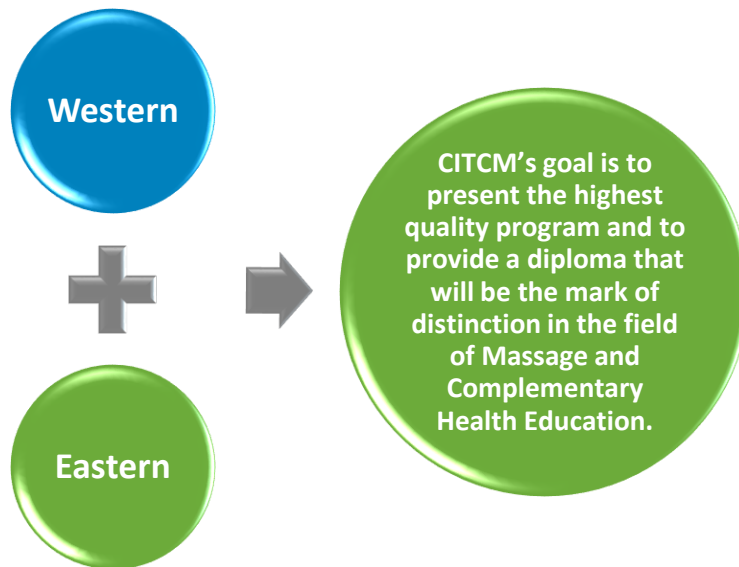 Western
Eastern
CITCM’s goal is to
present the highest
quality program and to
provide a diploma that
will be the mark of
distinction in the field
of Massage and
Complementary
Health Education.